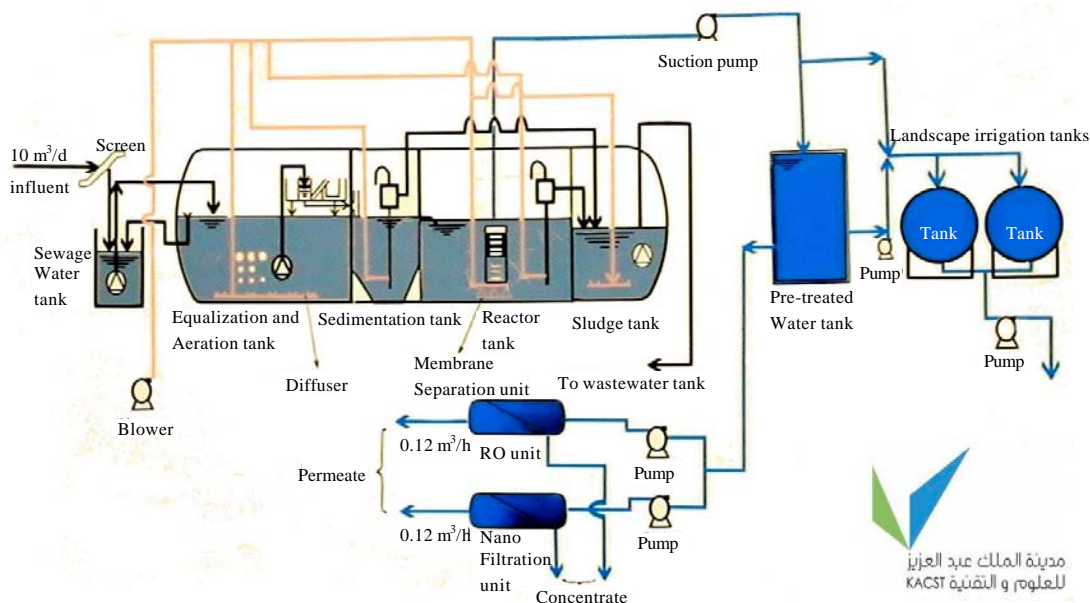 Suction pump
Screen
10 m³/d
influent
Landscape irrigation tanks
Sewage
Water
tank
Tank
Tank
Pump
Equalization and
Aeration tank
Sedimentation tank
Reactor
tank
Sludge tank
Pre-treated
Water tank
Membrane
Separation unit
Diffuser
To wastewater tank
Pump
Blower
0.12 m³/h
RO unit
Pump
Permeate
0.12 m³/h
Nano
Filtration
unit
Pump
Concentrate
مدينة الملك عبد العزيز
للعلوم و التقنية KACST